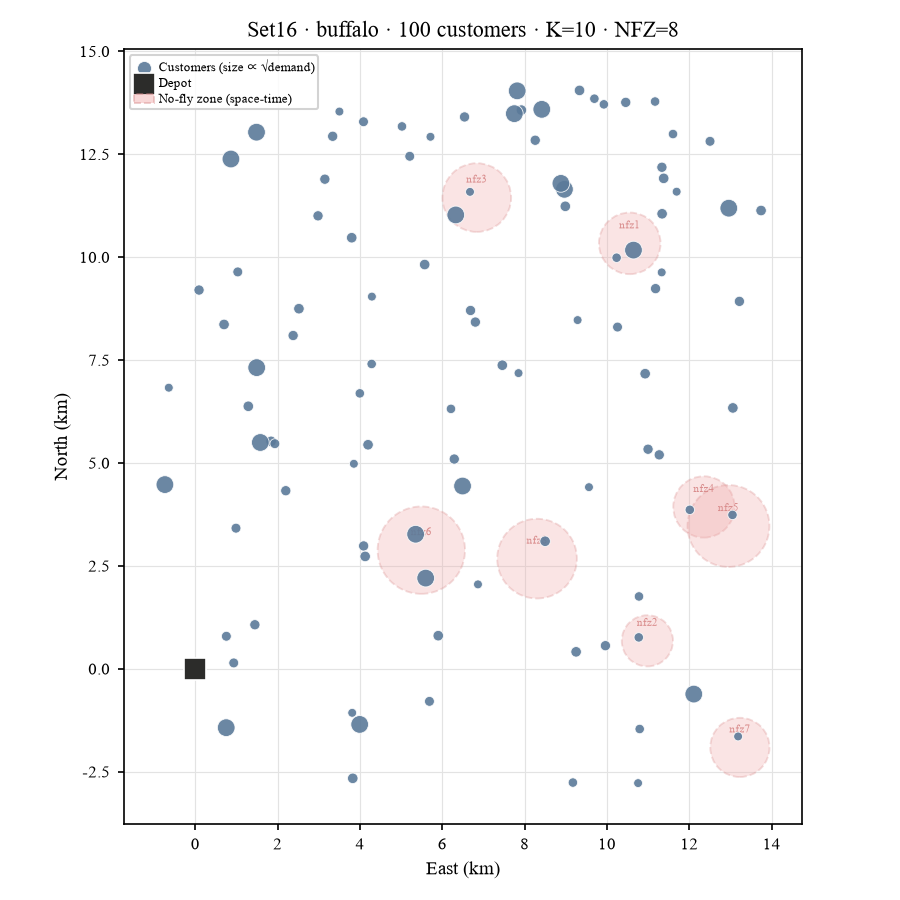 Set16 · buffalo · 100 customers · K=10 · NFZ=8
Customers (size ∝ √demand)
Depot
No-fly zone (space-time)
15.0
12.5
10.0
7.5
5.0
2.5
0.0
-2.5
North (km)
nfz3
nfz1
nfz4
nfz5
nfz2
nfz7
0
2
4
6
8
10
12
14
East (km)